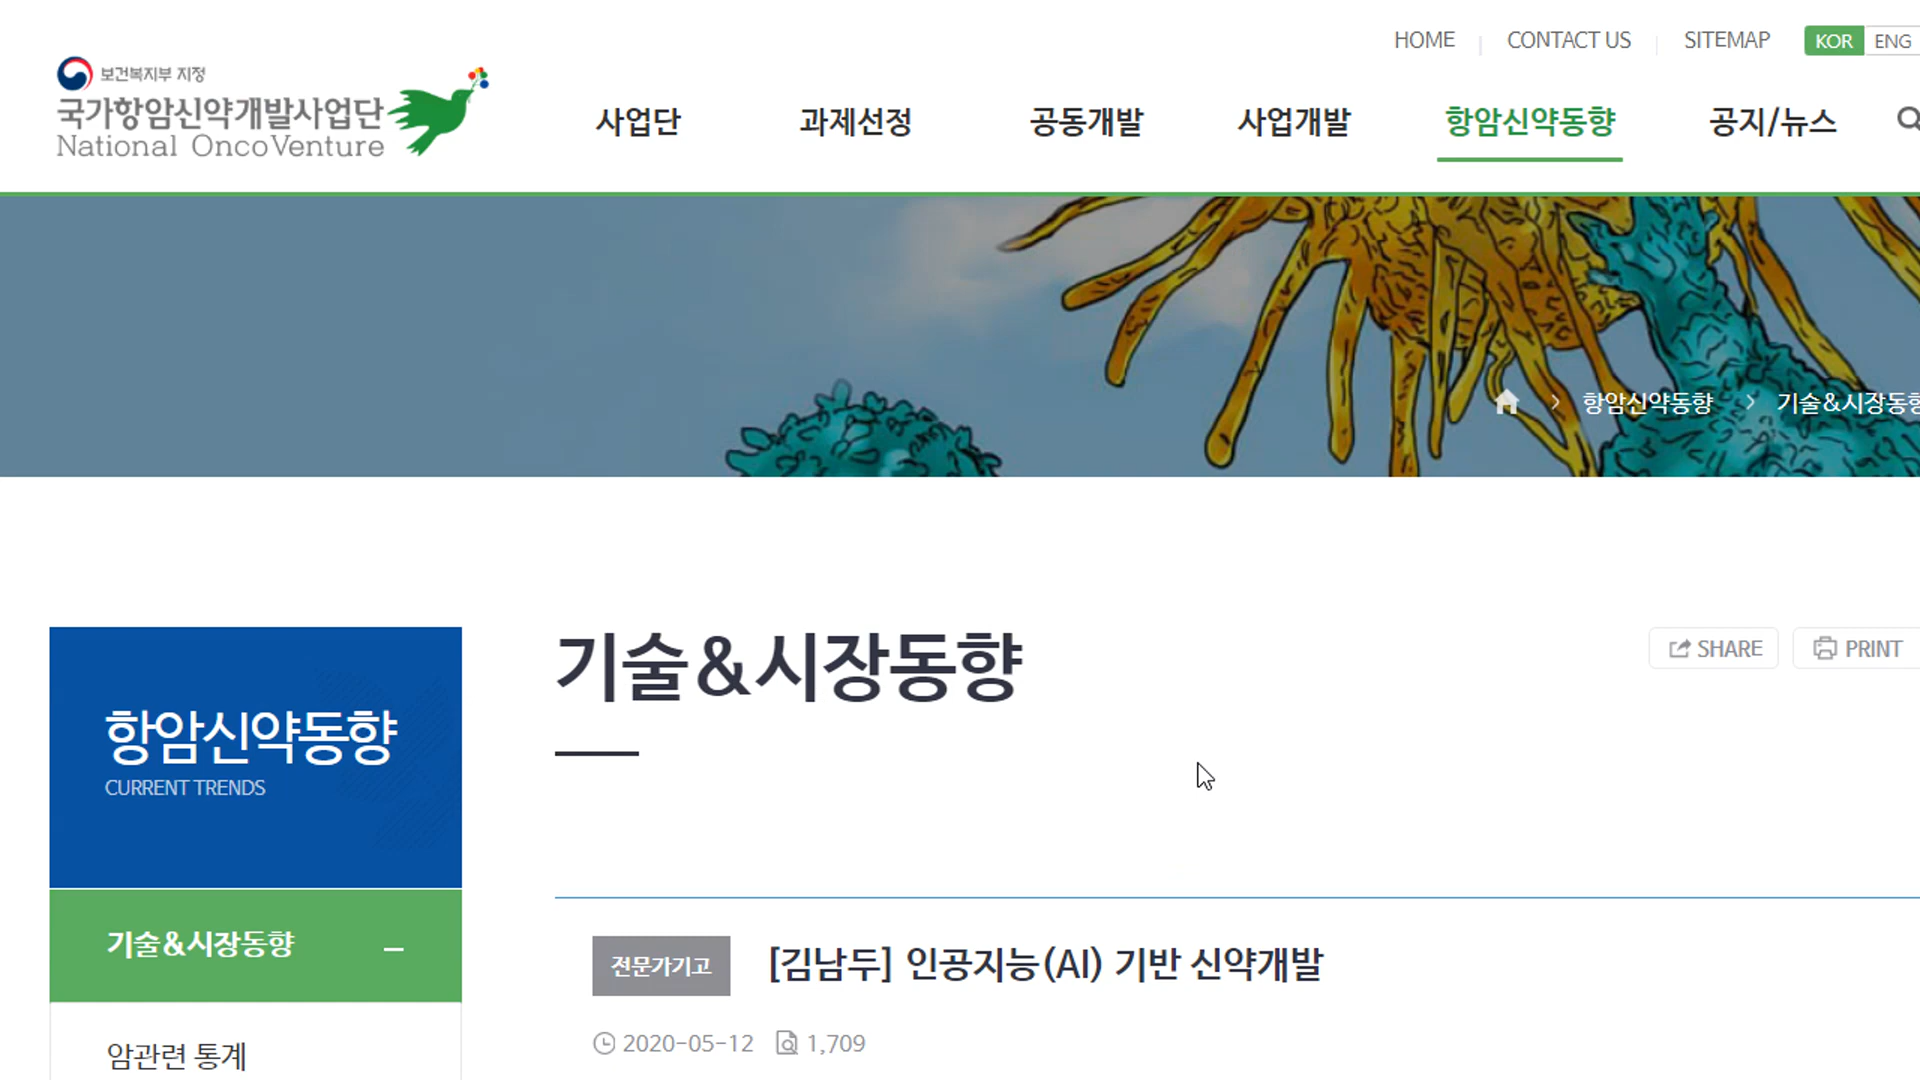 HOME
CONTACT US
SITEMAP
KOR
ENG
보건복지부 지정
국가항암신약개발사업단
National OncoVenture
사업단
과제선정
공동개발
사업개발
항암신약동향
공지/뉴스
항암신약동향
기술&시장동향
기술&시장동향
SHARE
PRINT
항암신약동향
CURRENT TRENDS
기술&시장동향
암관련 통계
전문가기고
[김남두] 인공지능(AI) 기반 신약개발
2020-05-12
1,709